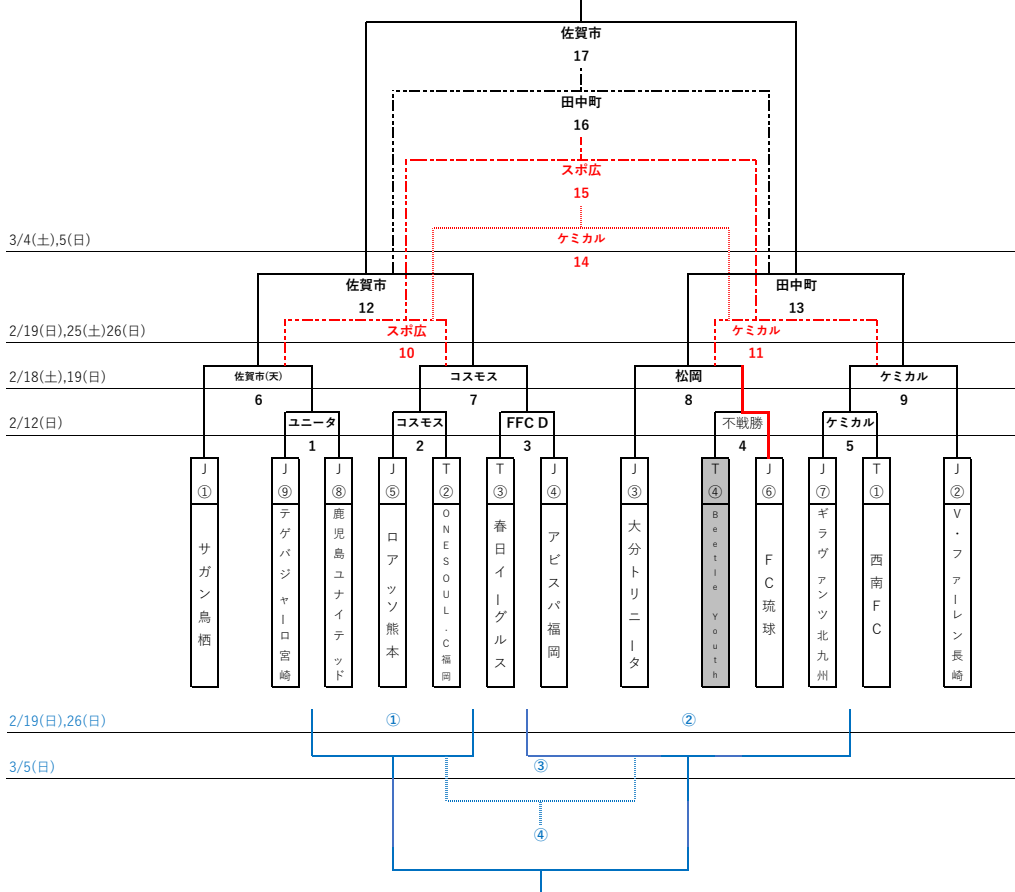 佐賀市
17
田中町
16
スポ広
15
3/4(土),5(日)
ケミカル
14
佐賀市
12
田中町
13
2/19(日),25(土)26(日)
スポ広
10
ケミカル
11
2/18(土),19(日)
佐賀市(天)
6
コスモス
7
松岡
8
ケミカル
9
2/12(日)
ユニータ
1
コスモス
2
FFC D
3
不戦勝
4
ケミカル
5
J ① サガン鳥栖
J ⑨ テゲバジャーロ宮崎
J ⑧ 鹿児島ユナイテッド
J ⑤ ロアッソ熊本
T ② ONESOUL.C福岡
T ③ 春日イーグルス
J ④ アビスパ福岡
J ③ 大分トリニータ
T ④ Beetle Youth
J ⑥ FC琉球
J ⑦ ギラヴァンツ北九州
T ① 西南FC
J ② V・ファーレン長崎
2/19(日),26(日)
①
②
3/5(日)
③
④